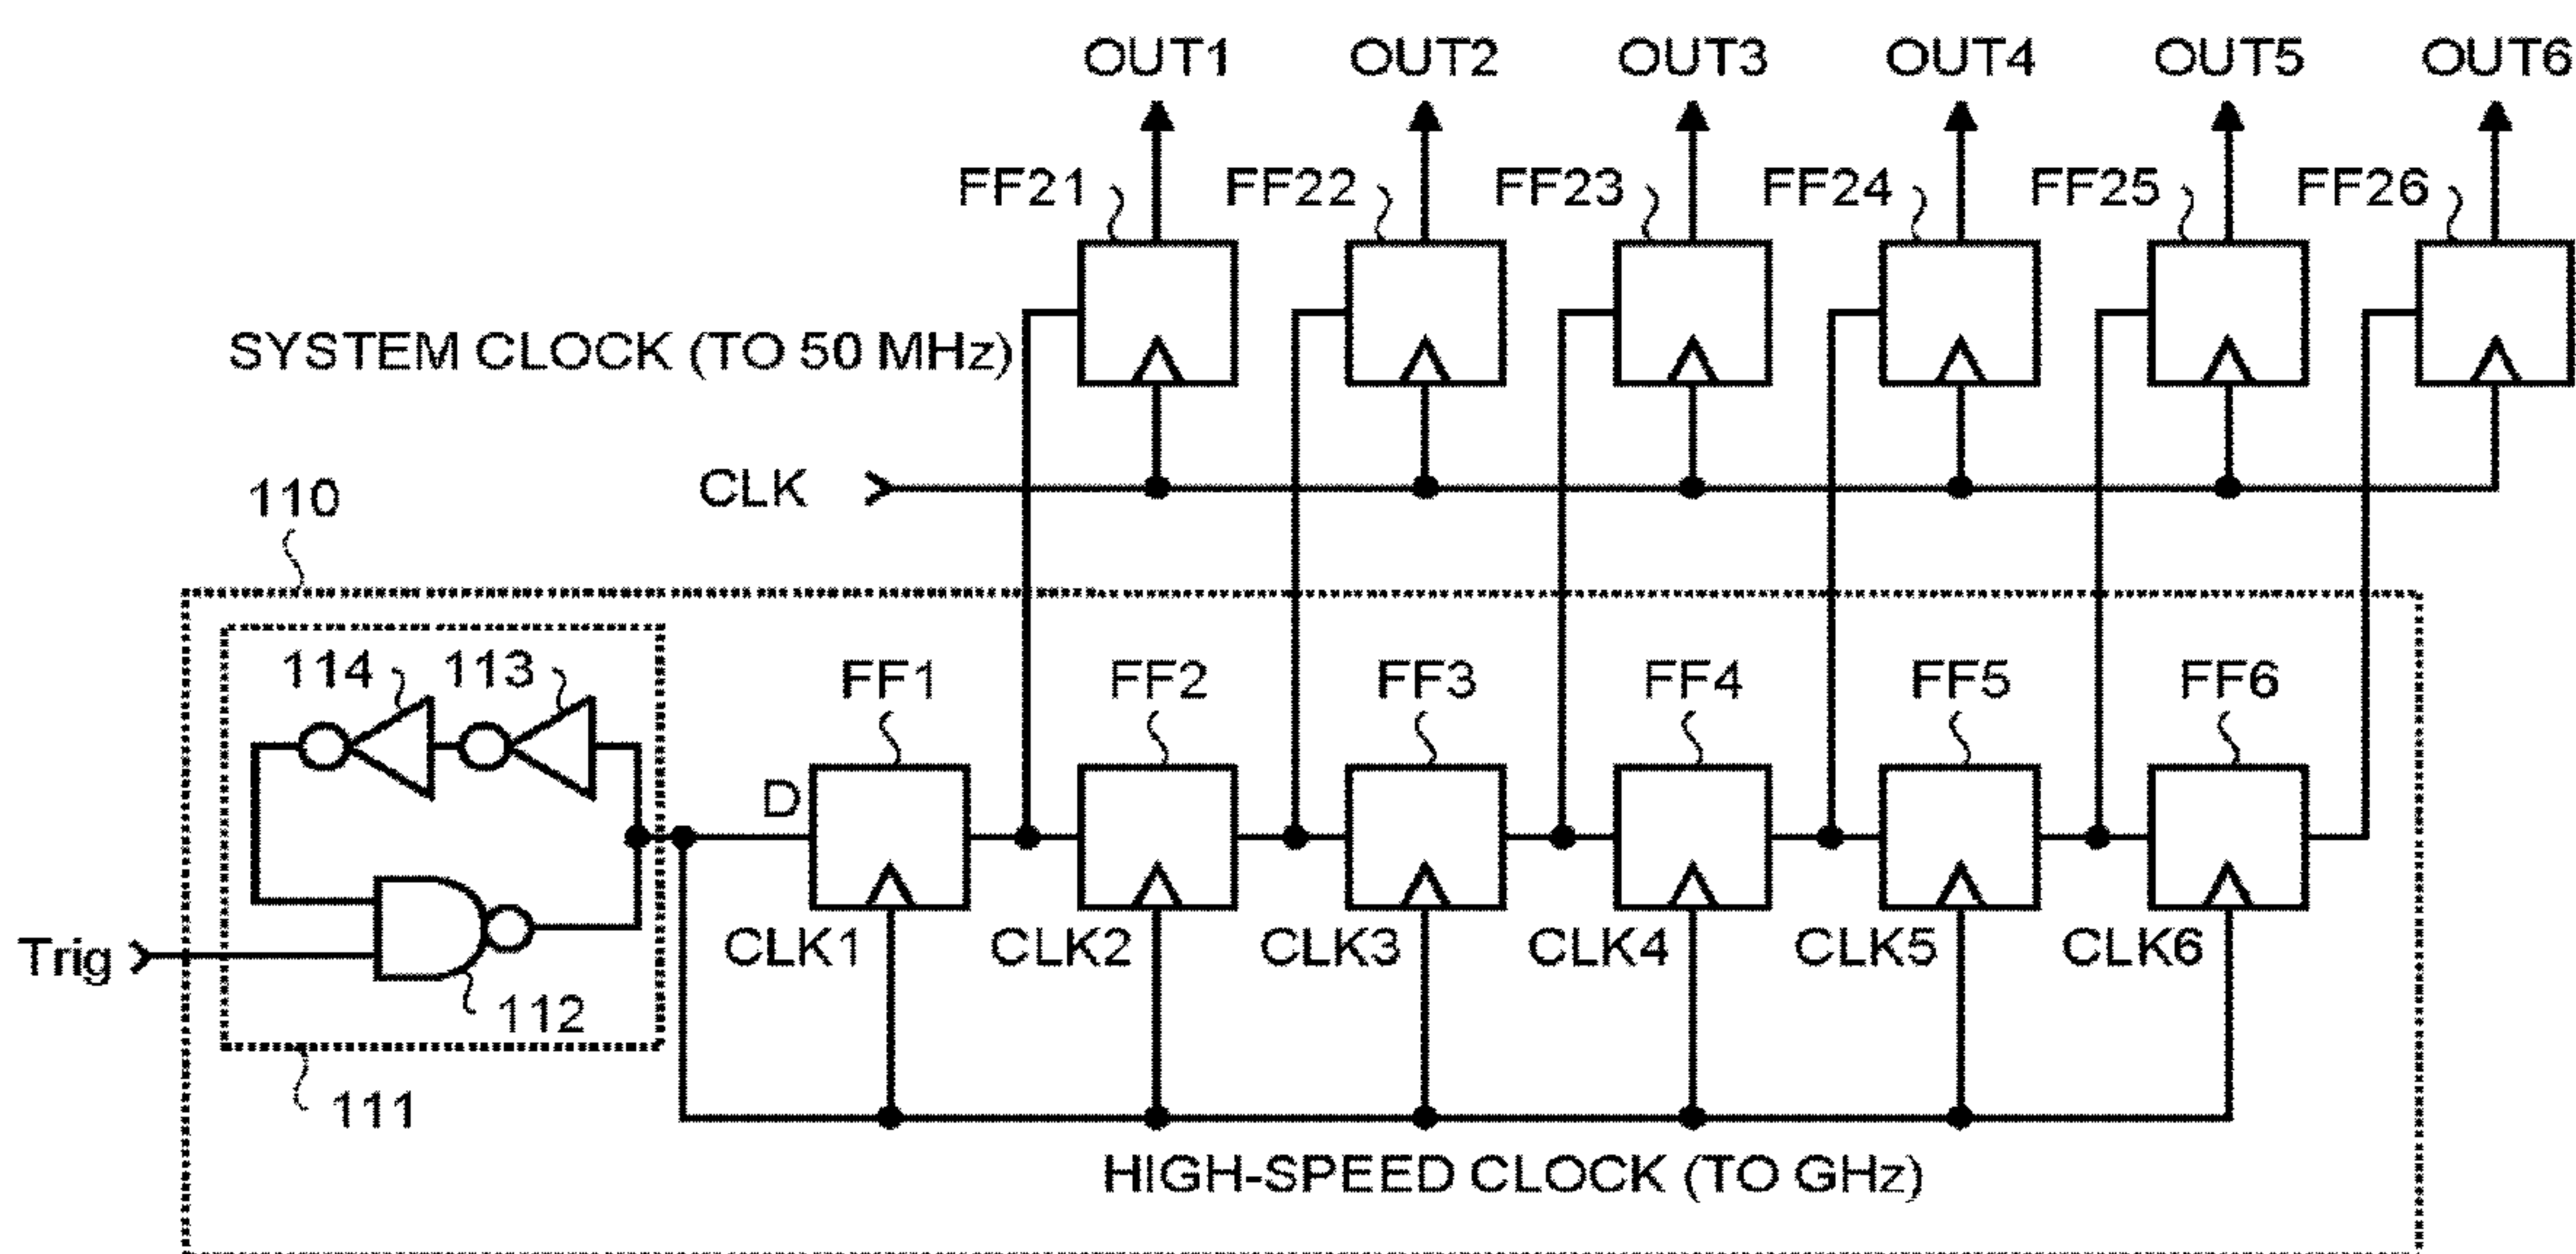 OUT1 OUT2 OUT3 OUT4 OUT5 OUT6
FF21 FF22 FF23 FF24 FF25 FF26
SYSTEM CLOCK (TO 50 MHz)
CLK
110
114 113 FF1 FF2 FF3 FF4 FF5 FF6
D
Trig CLK1 CLK2 CLK3 CLK4 CLK5 CLK6
112
111
HIGH-SPEED CLOCK (TO GHz)